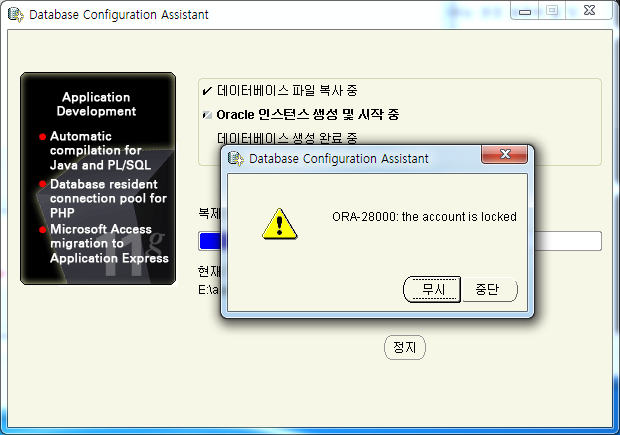 Database Configuration Assistant
Application
Development
Automatic
compilation for
Java and PL/SQL
Database resident
connection pool for
PHP
Microsoft Access
migration to
Application Express
11g
데이터베이스 파일 복사 중
Oracle 인스턴스 생성 및 시작 중
데이터베이스 생성 완료 중
Database Configuration Assistant
ORA-28000: the account is locked
무시
중단
복제
현재
E:\a
정지